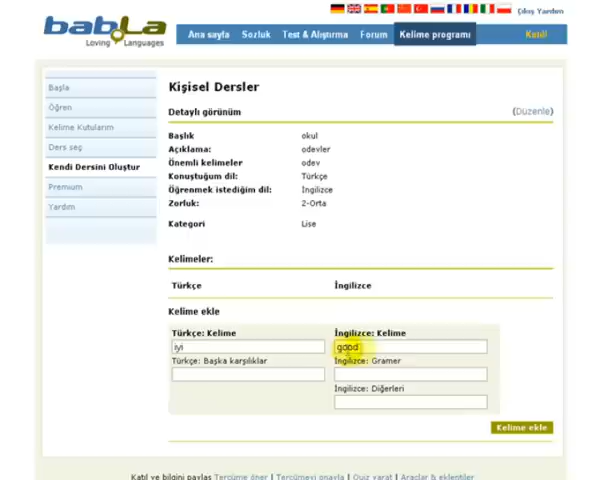 bab.La
Loving Languages
Çıkış Yardım
Ana sayfa Sozluk Test & Alıştırma Forum Kelime programı Katıl!
Başla
Öğren
Kelime Kutularım
Ders seç
Kendi Dersini Oluştur
Premium
Yardım
Kişisel Dersler
Detaylı görünüm (Düzenle)
Başlık okul
Açıklama: odevler
Önemli kelimeler odev
Konuştuğum dil: Türkçe
Öğrenmek istediğim dil: İngilizce
Zorluk: 2-Orta
Kategori Lise
Kelimeler:
Türkçe İngilizce
Kelime ekle
Türkçe: Kelime İngilizce: Kelime
iyi good
Türkçe: Başka karşılıklar İngilizce: Gramer
İngilizce: Diğerleri
Kelime ekle
Katıl ve bilgini paylaş Tercüme öner | Tercümeyi onayla | Quiz yarat | Araçlar & eklentiler